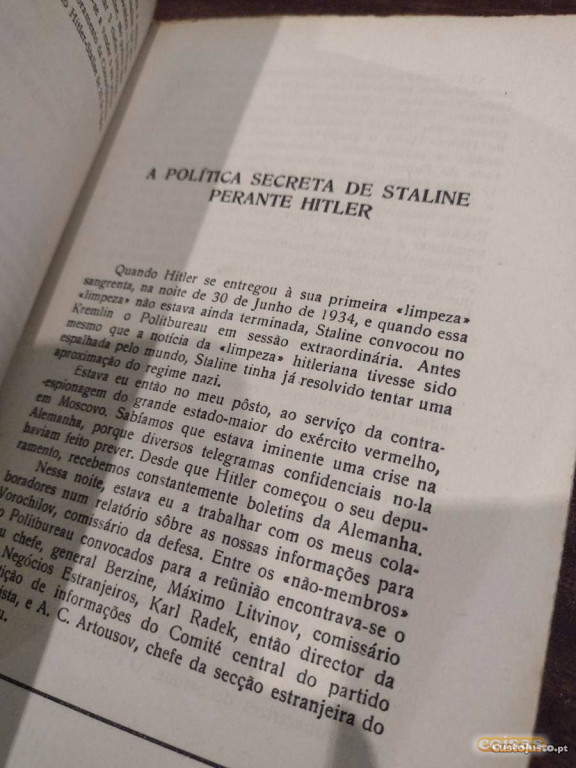 A POLÍTICA SECRETA DE STALINE
PERANTE HITLER
Quando Hitler se entregou à sua primeira «limpeza»
sangrenta, na noite de 30 de Junho de 1934, e quando essa
«limpeza» não estava ainda terminada, Staline convocou no
Kremlin o Politbureau em sessão extraordinária. Antes
mesmo que a notícia da «limpeza» hitleriana tivesse sido
espalhada pelo mundo, Staline tinha já resolvido tentar uma
aproximação do regime nazi.
Estava eu então no meu pôsto, ao serviço da contra-
-espionagem do grande estado-maior do exército vermelho,
em Moscovo. Sabíamos que estava iminente uma crise na
Alemanha, porque diversos telegramas confidenciais no-la
haviam feito prever. Desde que Hitler começou o seu depu-
ramento, recebemos constantemente boletins da Alemanha.
Nessa noite, estava eu a trabalhar com os meus cola-
boradores num relatório sôbre as nossas informações para
Vorochilov, comissário da defesa. Entre os «não-membros»
o Politbureau convocados para a reünião encontrava-se o
u chefe, general Berzine, Máximo Litvinov, comissário
Negócios Estrangeiros, Karl Radek, então director da
tição de informações do Comité central do partido
ista, e A. C. Artousov, chefe da secção estranjeira do
u.
coisas
CustoJusto.pt